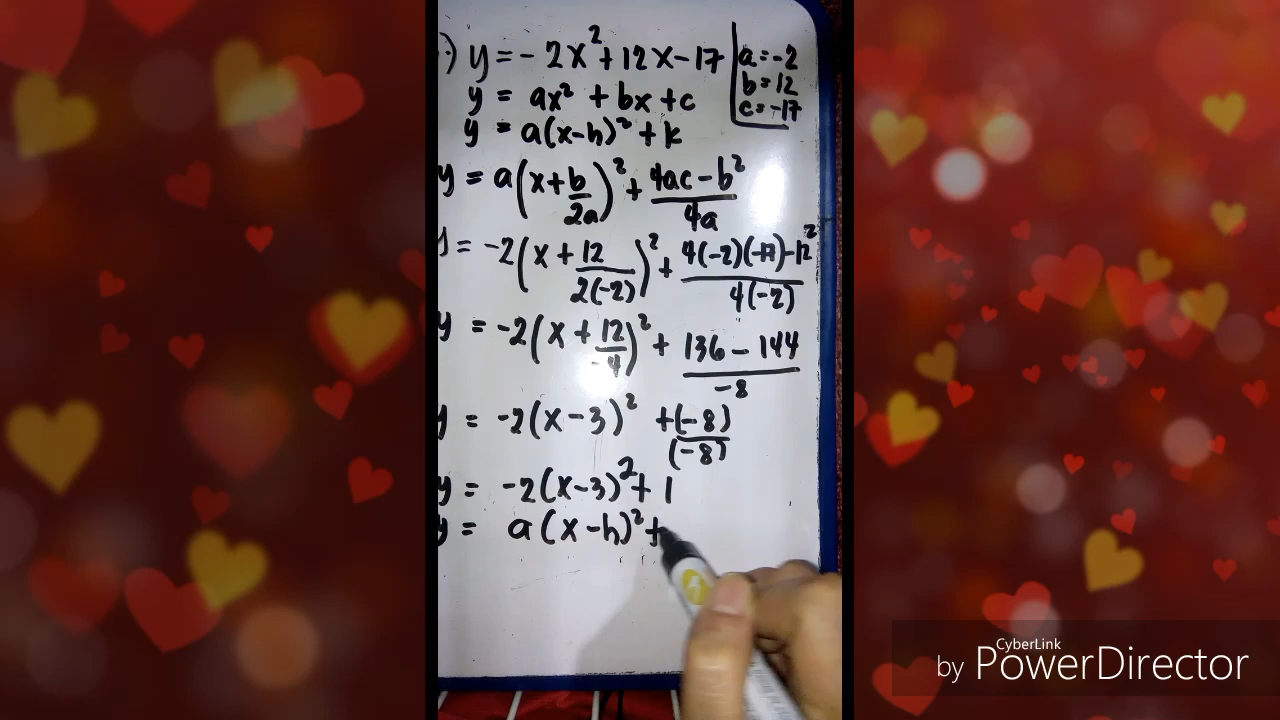 .) y = - 2x² + 12x - 17
a = -2
b = 12
c = -17
y = ax² + bx + c
y = a(x-h)² + k
y = a(x + b/2a)² + 4ac - b²/4a
y = -2(x + 12/2(-2))² + 4(-2)(-17) - 12²/4(-2)
y = -2(x + 12/-4)² + 136 - 144/-8
y = -2(x - 3)² + (-8)/(-8)
y = -2(x-3)² + 1
y = a(x-h)² +
CyberLink
by PowerDirector